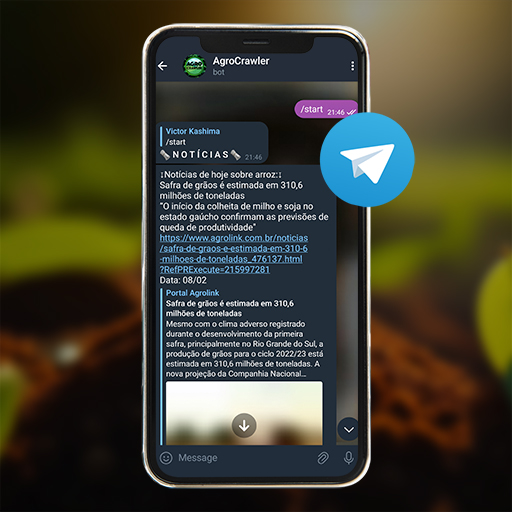 AgroCrawler
bot
/start 21:46
Victor Kashima
/start
NOTÍCIAS 21:46
↓Notícias de hoje sobre arroz:↓
Safra de grãos é estimada em 310,6
milhões de toneladas
"O início da colheita de milho e soja no
estado gaúcho confirmam as previsões de
queda de produtividade"
https://www.agrolink.com.br/noticias
/safra-de-graos-e-estimada-em-310-6
-milhoes-de-toneladas_476137.html
?RefPRExecute=215997281
Data: 08/02
Portal Agrolink
Safra de grãos é estimada em 310,6
milhões de toneladas
Mesmo com o clima adverso registrado
durante o desenvolvimento da primeira
safra, principalmente no Rio Grande do Sul, a
produção de grãos para o ciclo 2022/23 está
estimada em 310,6 milhões de toneladas. A
nova projeção da Companhia Nacional...
Message